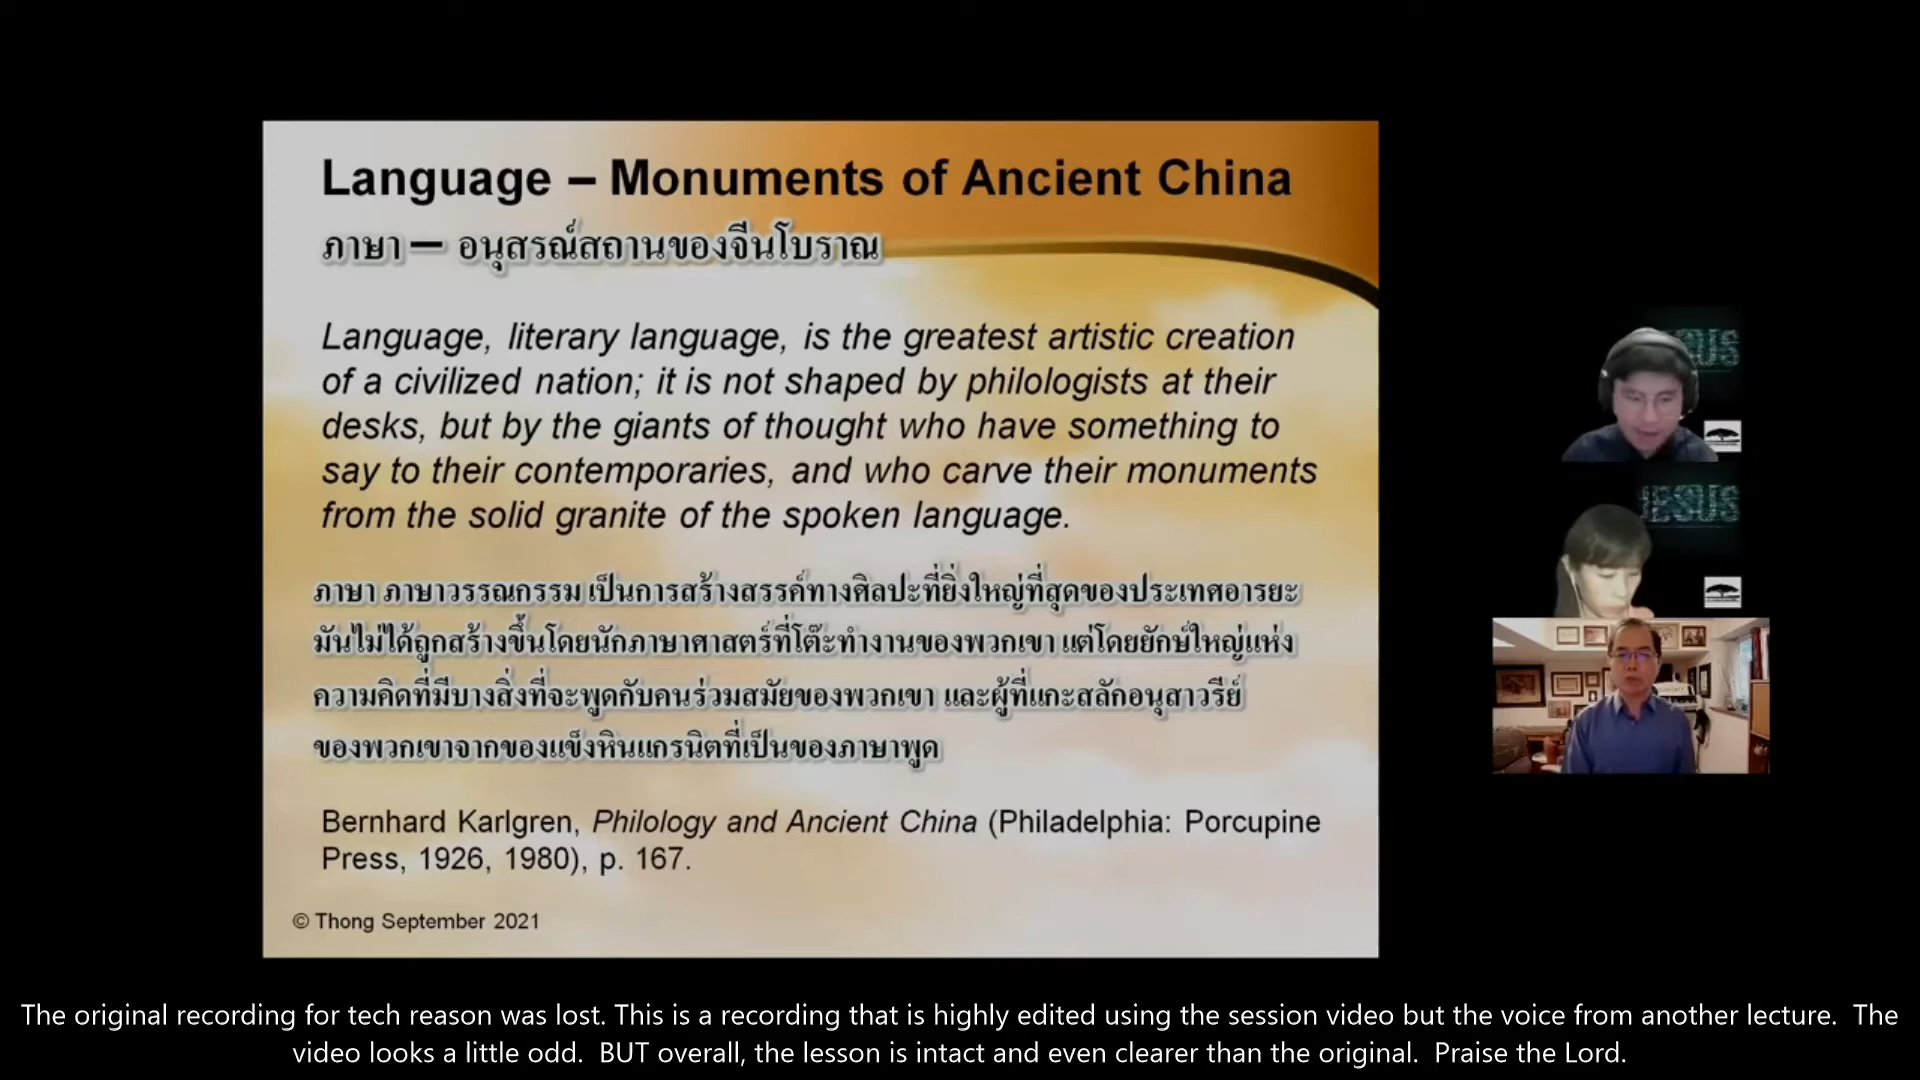 Language – Monuments of Ancient China
ภาษา — อนุสรณ์สถานของจีนโบราณ
Language, literary language, is the greatest artistic creation
of a civilized nation; it is not shaped by philologists at their
desks, but by the giants of thought who have something to
say to their contemporaries, and who carve their monuments
from the solid granite of the spoken language.
ภาษา ภาษาวรรณกรรม เป็นการสร้างสรรค์ทางศิลปะที่ยิ่งใหญ่ที่สุดของประเทศอารยะ
มันไม่ได้ถูกสร้างขึ้นโดยนักภาษาศาสตร์ที่โต๊ะทำงานของพวกเขา แต่โดยยักษ์ใหญ่แห่ง
ความคิดที่มีบางสิ่งที่จะพูดกับคนร่วมสมัยของพวกเขา และผู้ที่แกะสลักอนุสาวรีย์
ของพวกเขาจากของแข็งหินแกรนิตที่เป็นของภาษาพูด
Bernhard Karlgren, Philology and Ancient China (Philadelphia: Porcupine
Press, 1926, 1980), p. 167.
© Thong September 2021
JESUS
The original recording for tech reason was lost. This is a recording that is highly edited using the session video but the voice from another lecture.  The
video looks a little odd.  BUT overall, the lesson is intact and even clearer than the original.  Praise the Lord.